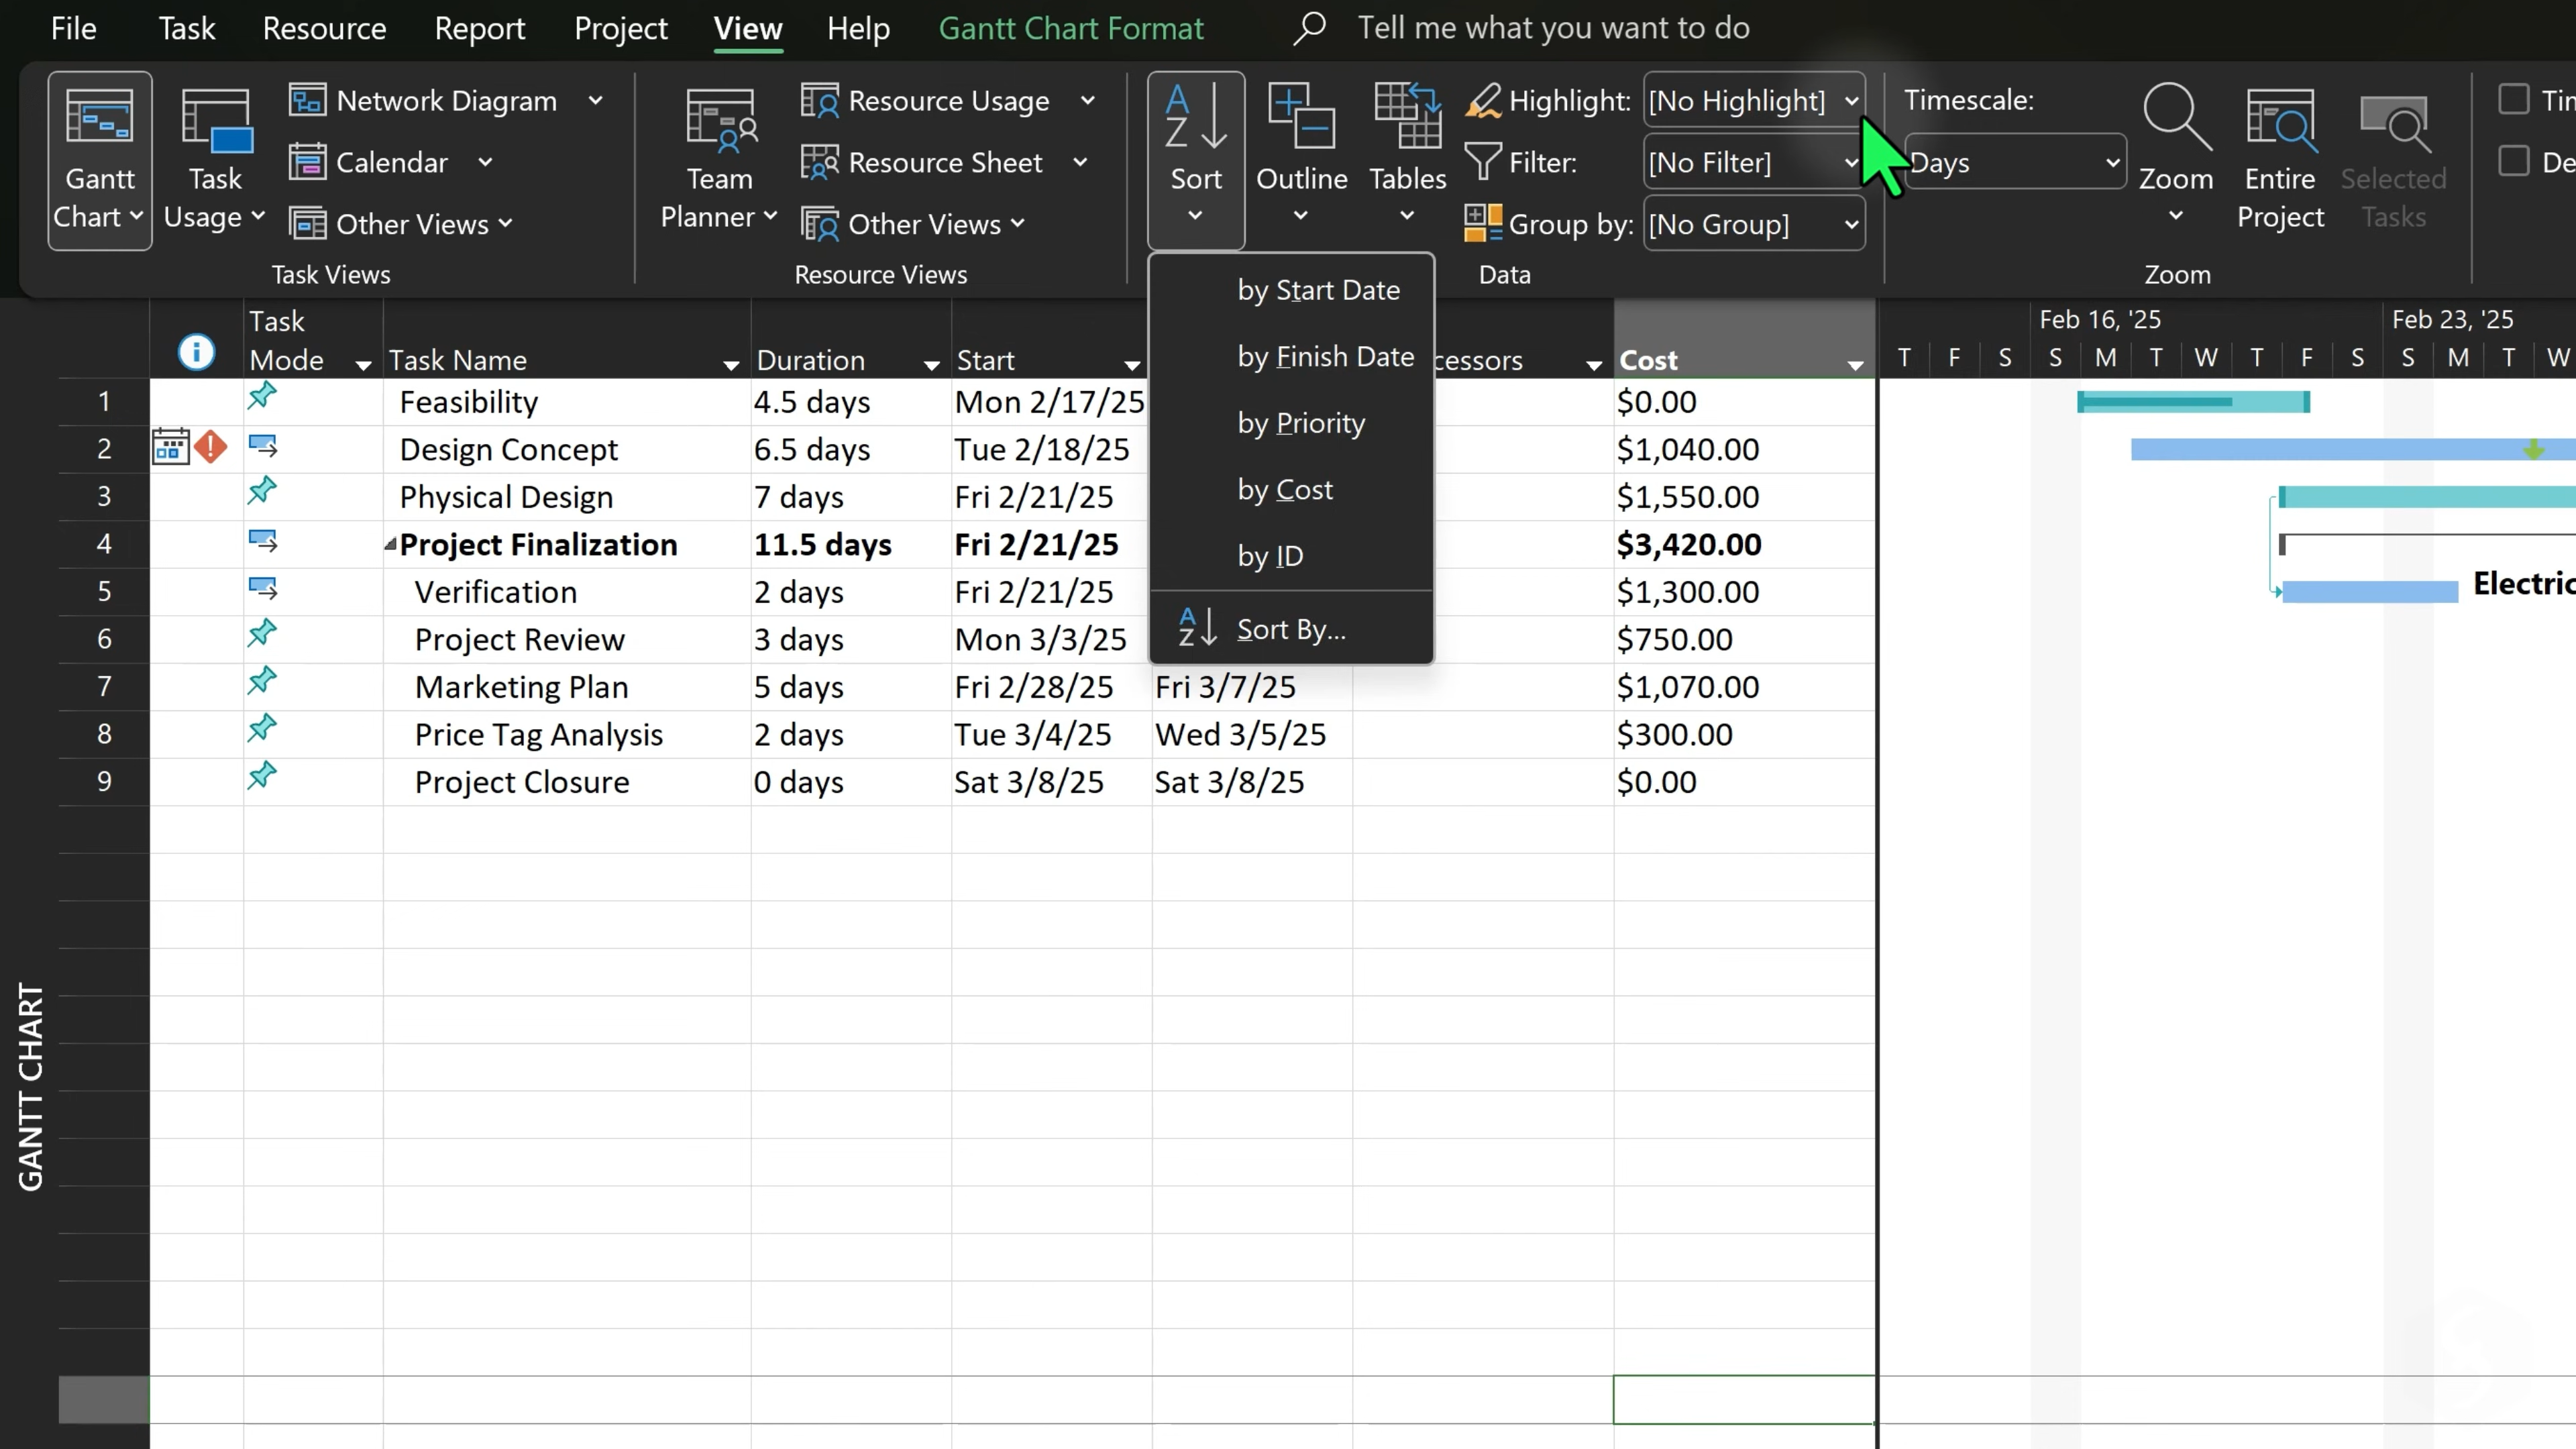 File Task Resource Report Project View Help Gantt Chart Format Tell me what you want to do
Gantt Chart
Task Usage
Network Diagram
Calendar
Other Views
Task Views
Team Planner
Resource Usage
Resource Sheet
Other Views
Resource Views
Sort
Outline
Tables
Highlight: [No Highlight]
Filter: [No Filter]
Group by: [No Group]
Data
Timescale:
Days
Zoom
Entire Project
Selected Tasks
Zoom
by Start Date
by Finish Date
by Priority
by Cost
by ID
Sort By...
Task Mode Task Name Duration Start cessors Cost
Feb 16, '25 Feb 23, '25
T F S S M T W T F S S M T W
1 Feasibility 4.5 days Mon 2/17/25 $0.00
2 Design Concept 6.5 days Tue 2/18/25 $1,040.00
3 Physical Design 7 days Fri 2/21/25 $1,550.00
4 Project Finalization 11.5 days Fri 2/21/25 $3,420.00
5 Verification 2 days Fri 2/21/25 $1,300.00 Electric
6 Project Review 3 days Mon 3/3/25 $750.00
7 Marketing Plan 5 days Fri 2/28/25 Fri 3/7/25 $1,070.00
8 Price Tag Analysis 2 days Tue 3/4/25 Wed 3/5/25 $300.00
9 Project Closure 0 days Sat 3/8/25 Sat 3/8/25 $0.00
GANTT CHART